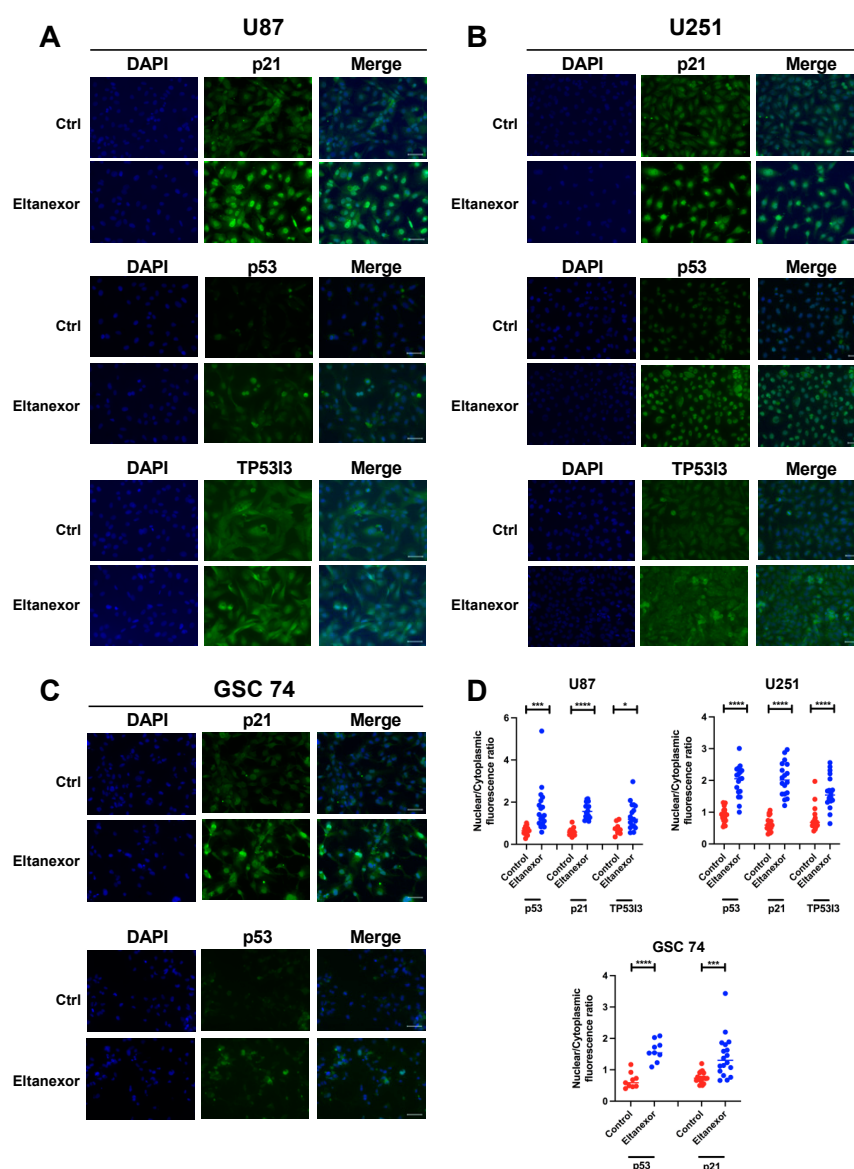 A
U87
DAPI p21 Merge
Ctrl
Eltanexor
DAPI p53 Merge
Ctrl
Eltanexor
DAPI TP53I3 Merge
Ctrl
Eltanexor
B
U251
DAPI p21 Merge
Ctrl
Eltanexor
DAPI p53 Merge
Ctrl
Eltanexor
DAPI TP53I3 Merge
Ctrl
Eltanexor
C
GSC 74
DAPI p21 Merge
Ctrl
Eltanexor
DAPI p53 Merge
Ctrl
Eltanexor
D
U87
*** **** *
6
4
2
0
Nuclear/Cytoplasmic
fluorescence ratio
Control Eltanexor Control Eltanexor Control Eltanexor
p53 p21 TP53I3
U251
**** **** ****
4
3
2
1
0
Nuclear/Cytoplasmic
fluorescence ratio
Control Eltanexor Control Eltanexor Control Eltanexor
p53 p21 TP53I3
GSC 74
**** ***
4
3
2
1
0
Nuclear/Cytoplasmic
fluorescence ratio
Control Eltanexor Control Eltanexor
p53 p21